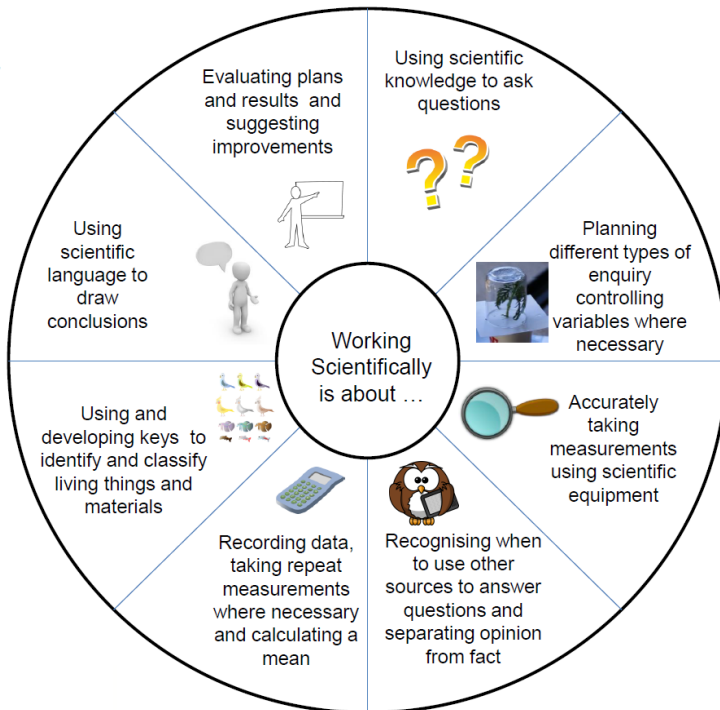 Working
Scientifically
is about …
Using scientific
knowledge to ask
questions
Planning
different types of
enquiry
controlling
variables where
necessary
Accurately
taking
measurements
using scientific
equipment
Recognising when
to use other
sources to answer
questions and
separating opinion
from fact
Recording data,
taking repeat
measurements
where necessary
and calculating a
mean
Using and
developing keys to
identify and classify
living things and
materials
Using
scientific
language to
draw
conclusions
Evaluating plans
and results and
suggesting
improvements